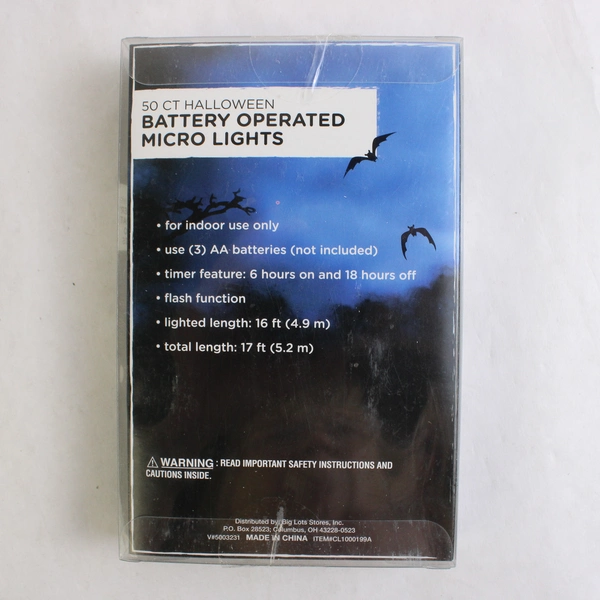 50 CT HALLOWEEN
BATTERY OPERATED
MICRO LIGHTS
• for indoor use only
• use (3) AA batteries (not included)
• timer feature: 6 hours on and 18 hours off
• flash function
• lighted length: 16 ft (4.9 m)
• total length: 17 ft (5.2 m)
⚠ WARNING : READ IMPORTANT SAFETY INSTRUCTIONS AND
CAUTIONS INSIDE.
Distributed by: Big Lots Stores, Inc.
P.O. Box 28523; Columbus, OH 43228-0523
V#5003231 MADE IN CHINA ITEM#CL1000199A